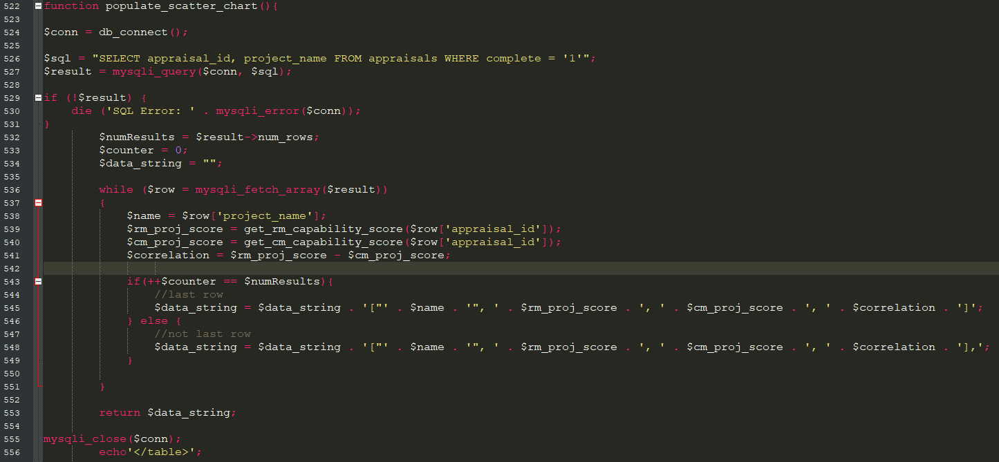 522 function populate_scatter_chart(){
523
524 $conn = db_connect();
525
526 $sql = "SELECT appraisal_id, project_name FROM appraisals WHERE complete = '1'";
527 $result = mysqli_query($conn, $sql);
528
529 if (!$result) {
530     die ('SQL Error: ' . mysqli_error($conn));
531 }
532         $numResults = $result->num_rows;
533         $counter = 0;
534         $data_string = "";
535
536         while ($row = mysqli_fetch_array($result))
537         {
538             $name = $row['project_name'];
539             $rm_proj_score = get_rm_capability_score($row['appraisal_id']);
540             $cm_proj_score = get_cm_capability_score($row['appraisal_id']);
541             $correlation = $rm_proj_score - $cm_proj_score;
542
543             if(++$counter == $numResults){
544                 //last row
545                 $data_string = $data_string . '["' . $name . '", ' . $rm_proj_score . ', ' . $cm_proj_score . ', ' . $correlation . ']';
546             } else {
547                 //not last row
548                 $data_string = $data_string . '["' . $name . '", ' . $rm_proj_score . ', ' . $cm_proj_score . ', ' . $correlation . '],';
549             }
550
551         }
552
553         return $data_string;
554
555 mysqli_close($conn);
556         echo'</table>';